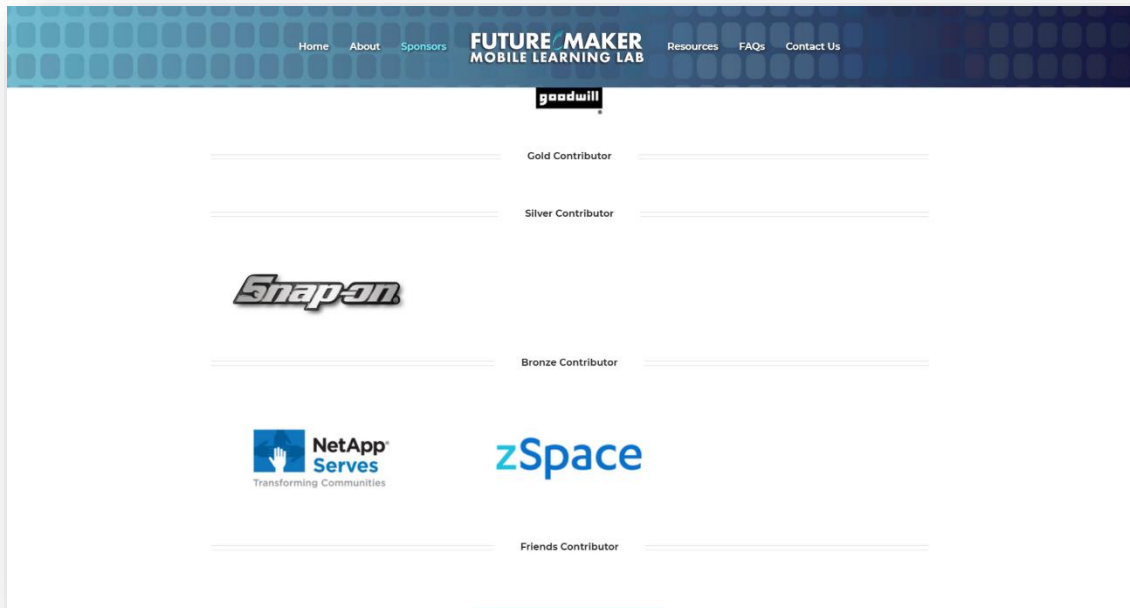 Home About Sponsors FUTURE MAKER MOBILE LEARNING LAB Resources FAQs Contact Us
goodwill
Gold Contributor
Silver Contributor
Snap-on
Bronze Contributor
NetApp
Serves
Transforming Communities
zSpace
Friends Contributor